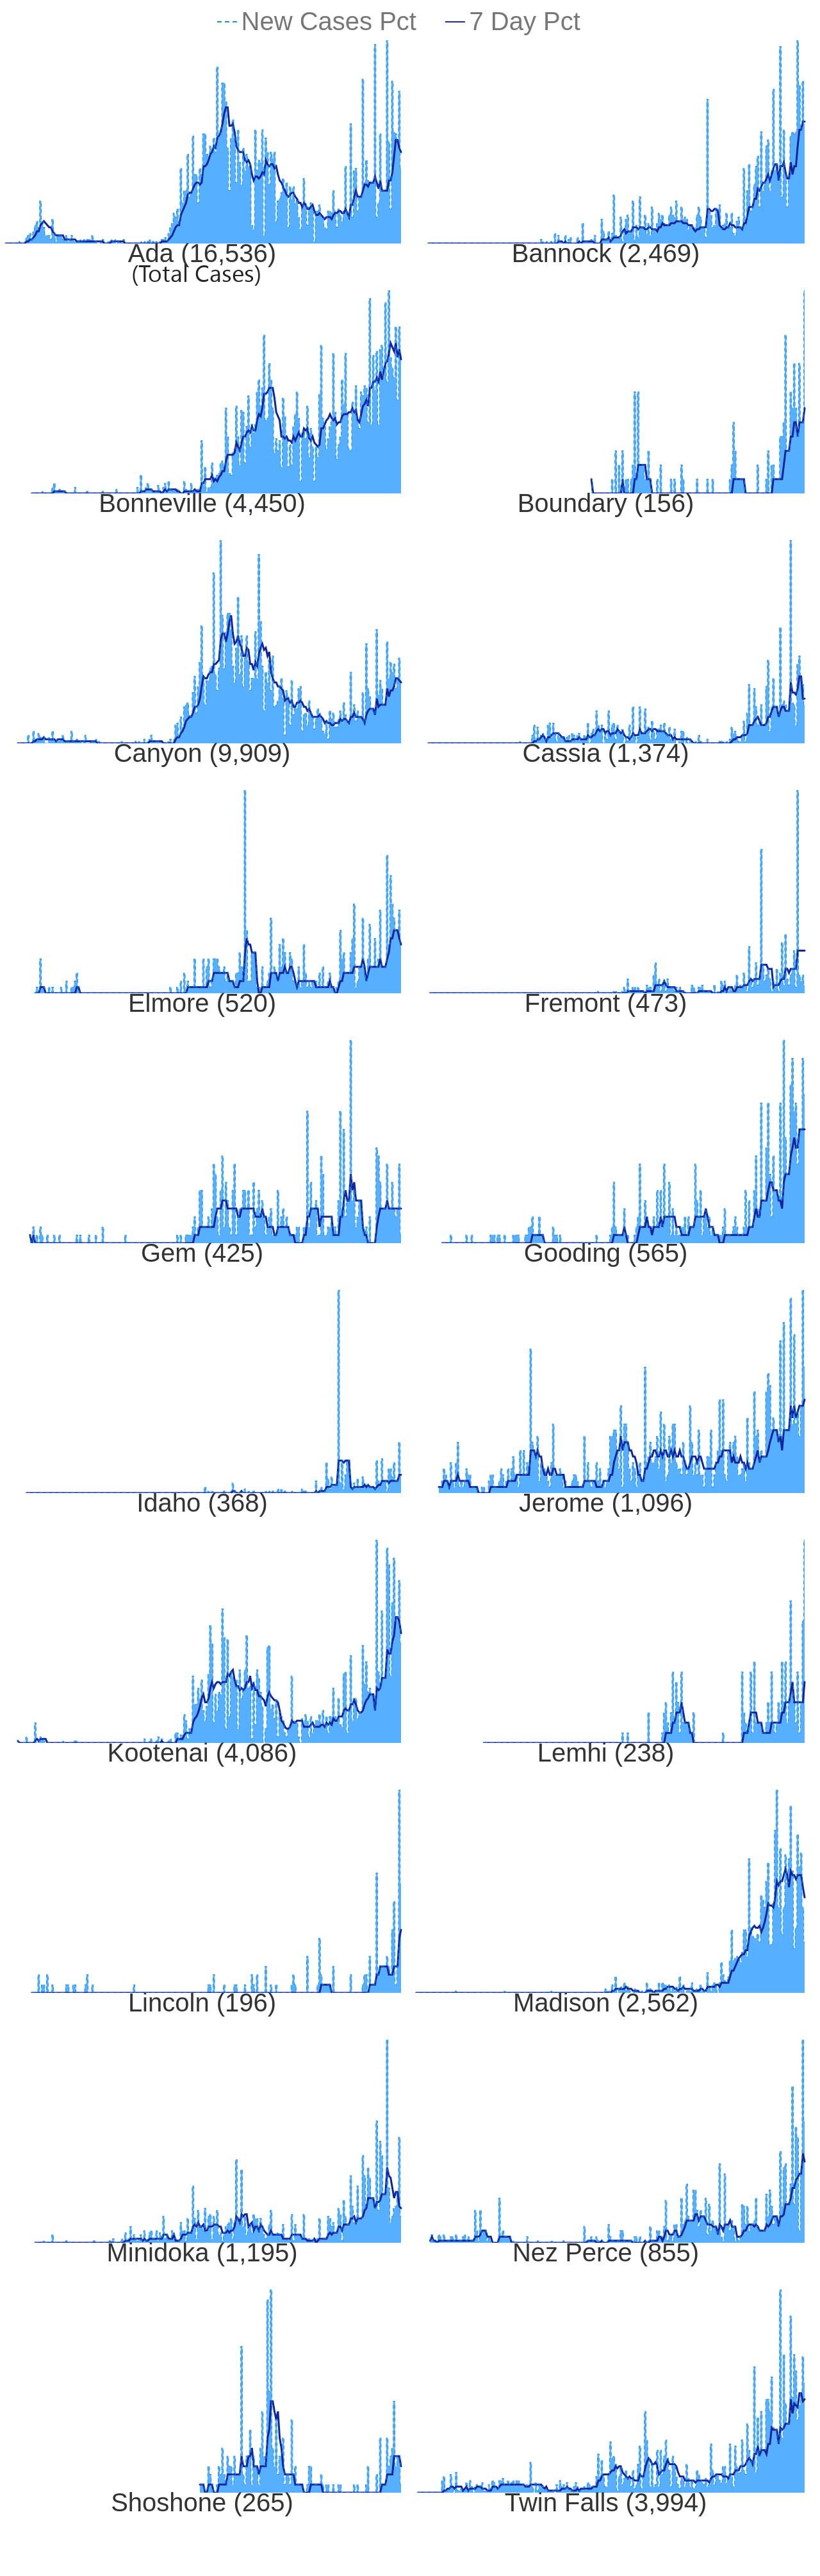 New Cases Pct 7 Day Pct
Ada (16,536) Bannock (2,469)
(Total Cases)
Bonneville (4,450) Boundary (156)
Canyon (9,909) Cassia (1,374)
Elmore (520) Fremont (473)
Gem (425) Gooding (565)
Idaho (368) Jerome (1,096)
Kootenai (4,086) Lemhi (238)
Lincoln (196) Madison (2,562)
Minidoka (1,195) Nez Perce (855)
Shoshone (265) Twin Falls (3,994)